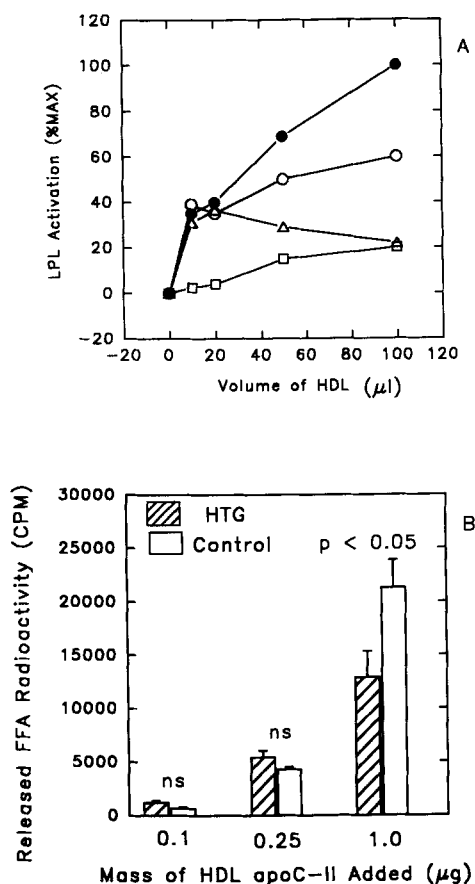 A
LPL Activation (%MAX)
120
100
80
60
40
20
0
-20
-20 0 20 40 60 80 100 120
Volume of HDL (μl)
B
Released FFA Radioactivity (CPM)
30000
25000
20000
15000
10000
5000
0
HTG
Control
p < 0.05
ns
ns
0.1 0.25 1.0
Mass of HDL apoC-II Added (μg)